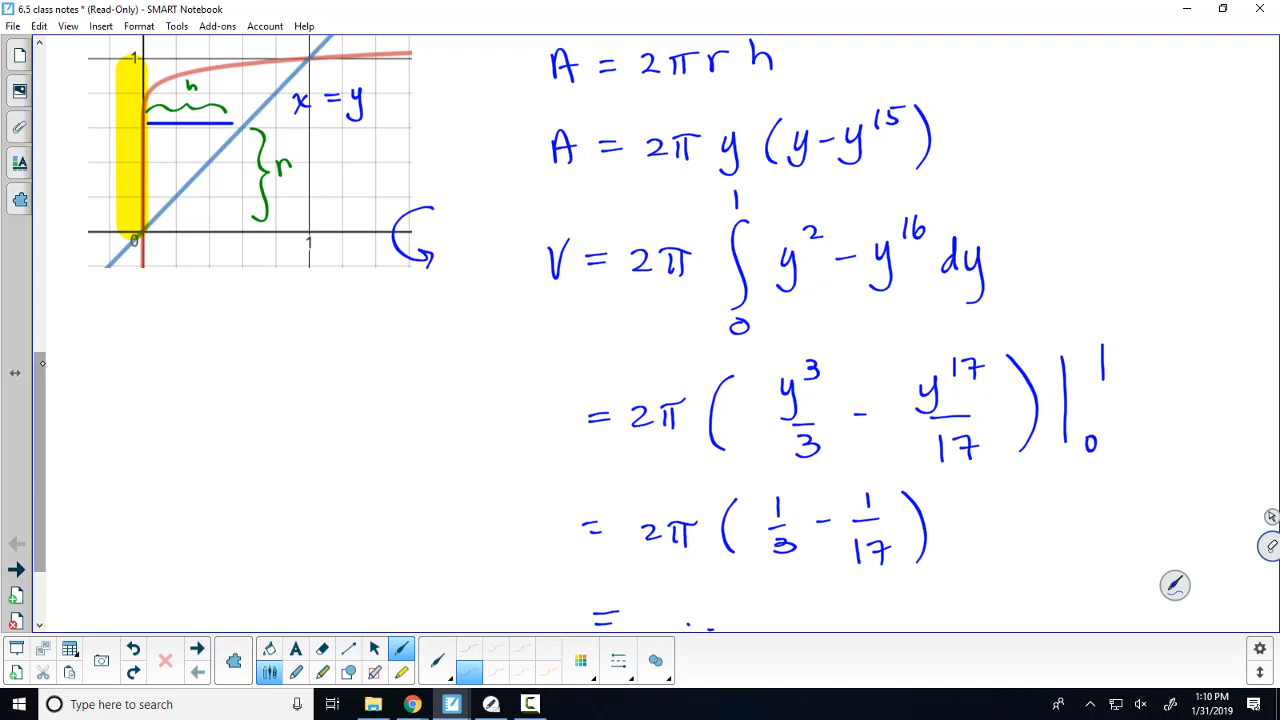 6.5 class notes * (Read-Only) - SMART Notebook
File Edit View Insert Format Tools Add-ons Account Help
1
h
x = y
r
0
1
A = 2π r h
A = 2π y (y - y^15)
V = 2π ∫_0^1 y^2 - y^16 dy
= 2π ( y^3/3 - y^17/17 ) |_0^1
= 2π ( 1/3 - 1/17 )
=
Type here to search
1:10 PM
1/31/2019